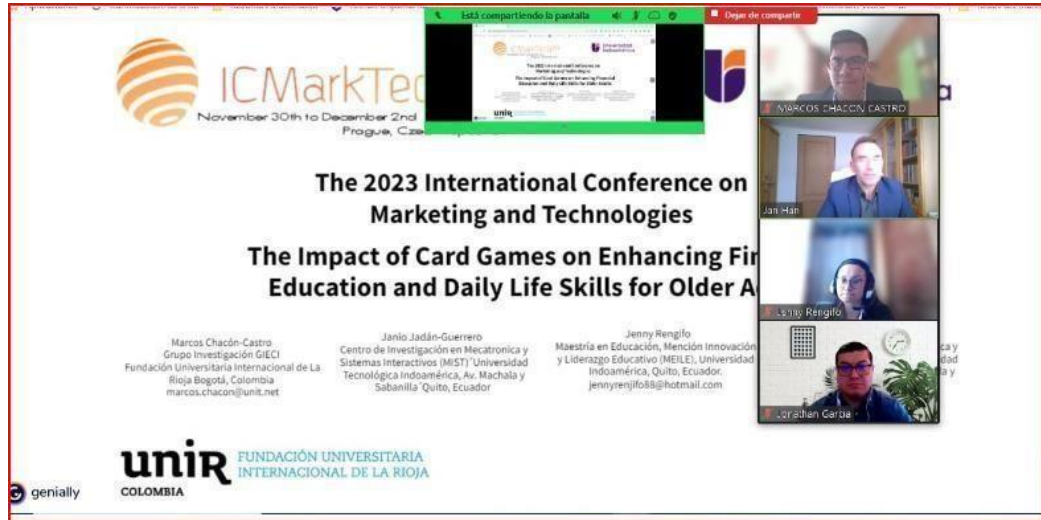 Está compartiendo la pantalla
Dejar de compartir
ICMarkTec
November 30th to December 2nd
Prague, Cze
MARCOS CHACON CASTRO
Jan Han
Jenny Rengifo
Jonathan Garcia
The 2023 International Conference on
Marketing and Technologies
The Impact of Card Games on Enhancing Fin
Education and Daily Life Skills for Older A
Marcos Chacón-Castro
Grupo Investigación GIECI
Fundación Universitaria Internacional de La
Rioja Bogotá, Colombia
marcos.chacon@unit.net
Janio Jadán-Guerrero
Centro de Investigación en Mecatronica y
Sistemas Interactivos (MIST)´Universidad
Tecnológica Indoamérica, Av. Machala y
Sabanilla´Quito, Ecuador
Jenny Rengifo
Maestría en Educación, Mención Innovación
y Liderazgo Educativo (MEILE), Universidad
Indoamérica, Quito, Ecuador.
jennyrenjifo88@hotmail.com
unir FUNDACIÓN UNIVERSITARIA
INTERNACIONAL DE LA RIOJA
COLOMBIA
genially